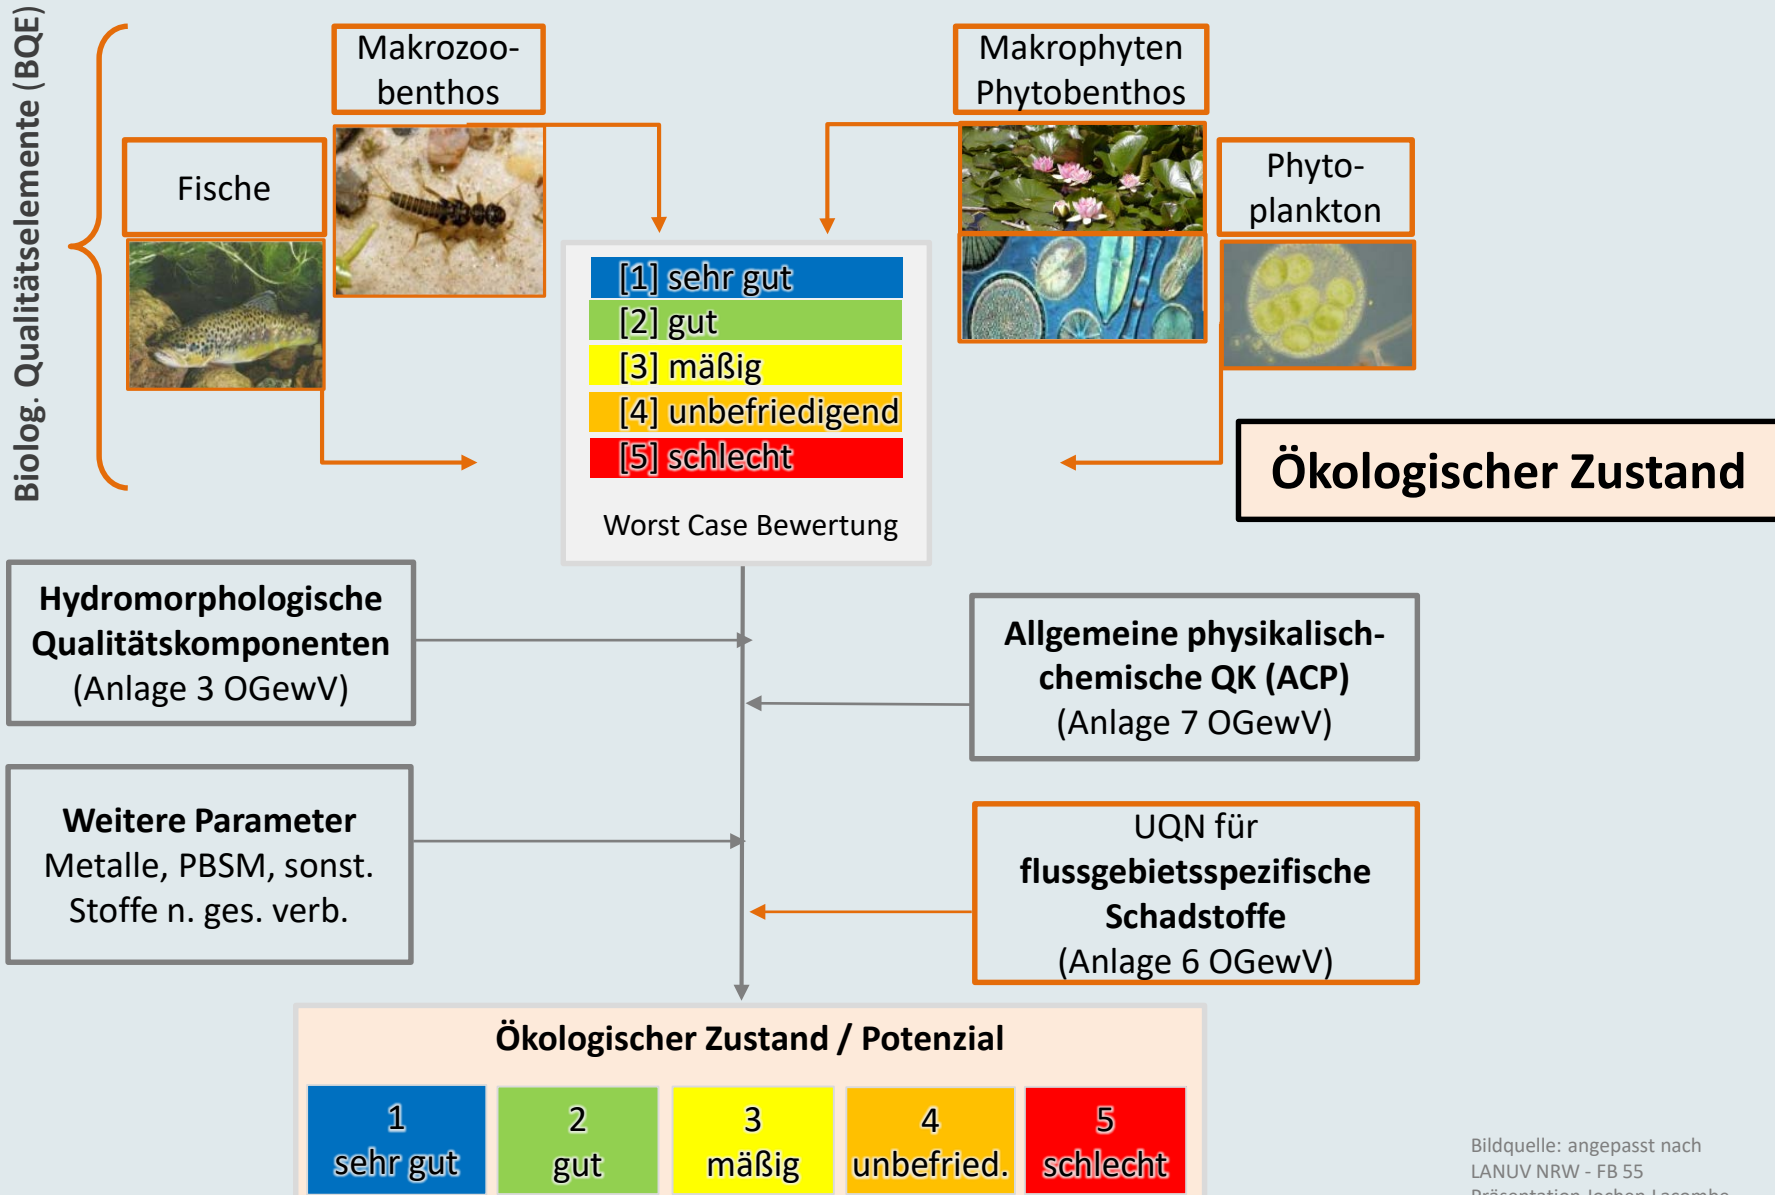 Biolog. Qualitätselemente (BQE)
Makrozoo-
benthos
Makrophyten
Phytobenthos
Fische
Phyto-
plankton
[1] sehr gut
[2] gut
[3] mäßig
[4] unbefriedigend
[5] schlecht
Worst Case Bewertung
Ökologischer Zustand
Hydromorphologische
Qualitätskomponenten
(Anlage 3 OGewV)
Allgemeine physikalisch-
chemische QK (ACP)
(Anlage 7 OGewV)
Weitere Parameter
Metalle, PBSM, sonst.
Stoffe n. ges. verb.
UQN für
flussgebietsspezifische
Schadstoffe
(Anlage 6 OGewV)
Ökologischer Zustand / Potenzial
1
sehr gut
2
gut
3
mäßig
4
unbefried.
5
schlecht
Bildquelle: angepasst nach
LANUV NRW - FB 55
Präsentation Jochen Lacombe